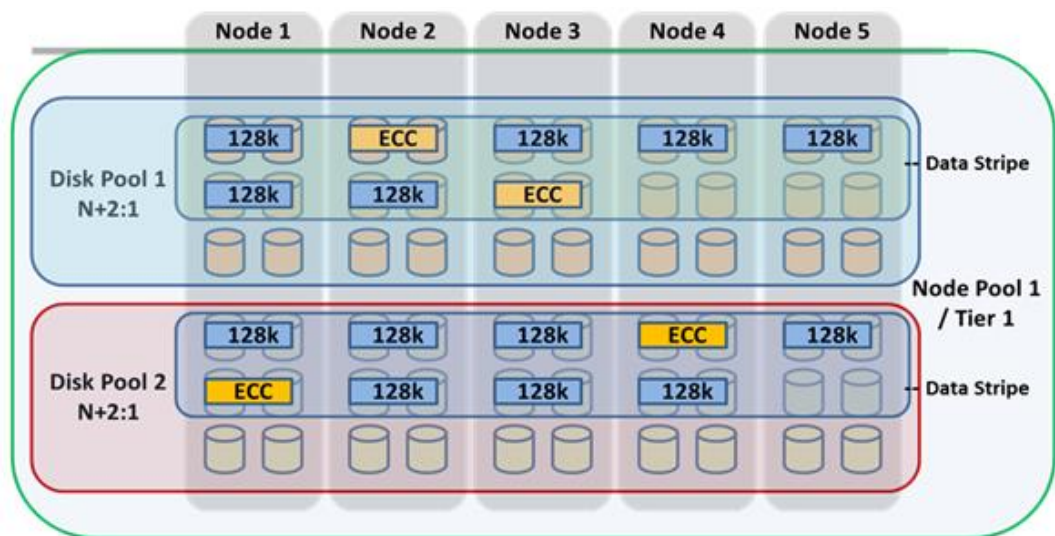 Node 1 Node 2 Node 3 Node 4 Node 5
128k ECC 128k 128k 128k
Data Stripe
Disk Pool 1
N+2:1
128k 128k ECC
Node Pool 1
/ Tier 1
128k 128k 128k ECC 128k
Disk Pool 2
N+2:1
ECC 128k 128k 128k
Data Stripe